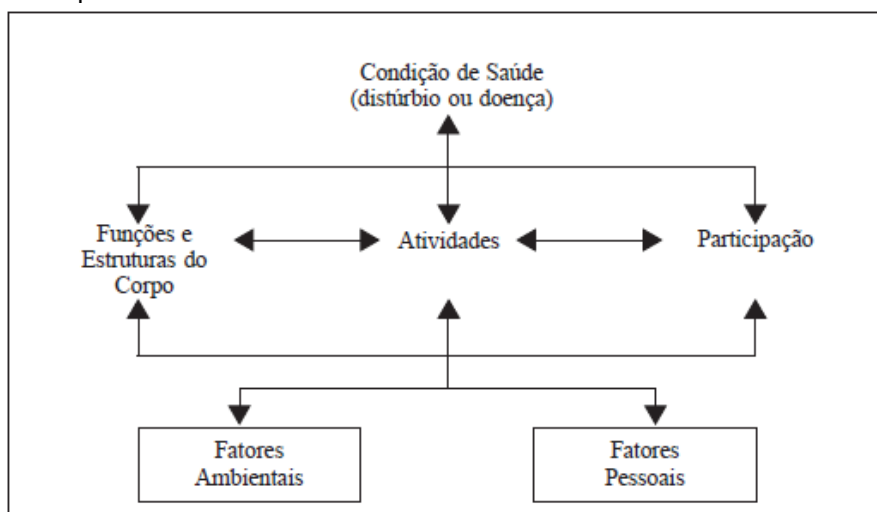 Condição de Saúde
(distúrbio ou doença)
Funções e
Estruturas do
Corpo
Atividades
Participação
Fatores
Ambientais
Fatores
Pessoais